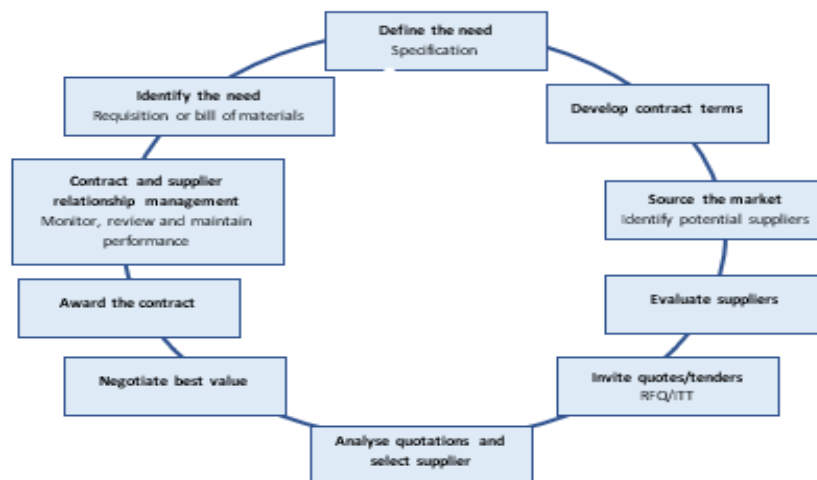 Define the need
Specification
Identify the need
Requisition or bill of materials
Develop contract terms
Contract and supplier
relationship management
Monitor, review and maintain
performance
Source the market
Identify potential suppliers
Award the contract
Evaluate suppliers
Negotiate best value
Invite quotes/tenders
RFQ/ITT
Analyse quotations and
select supplier